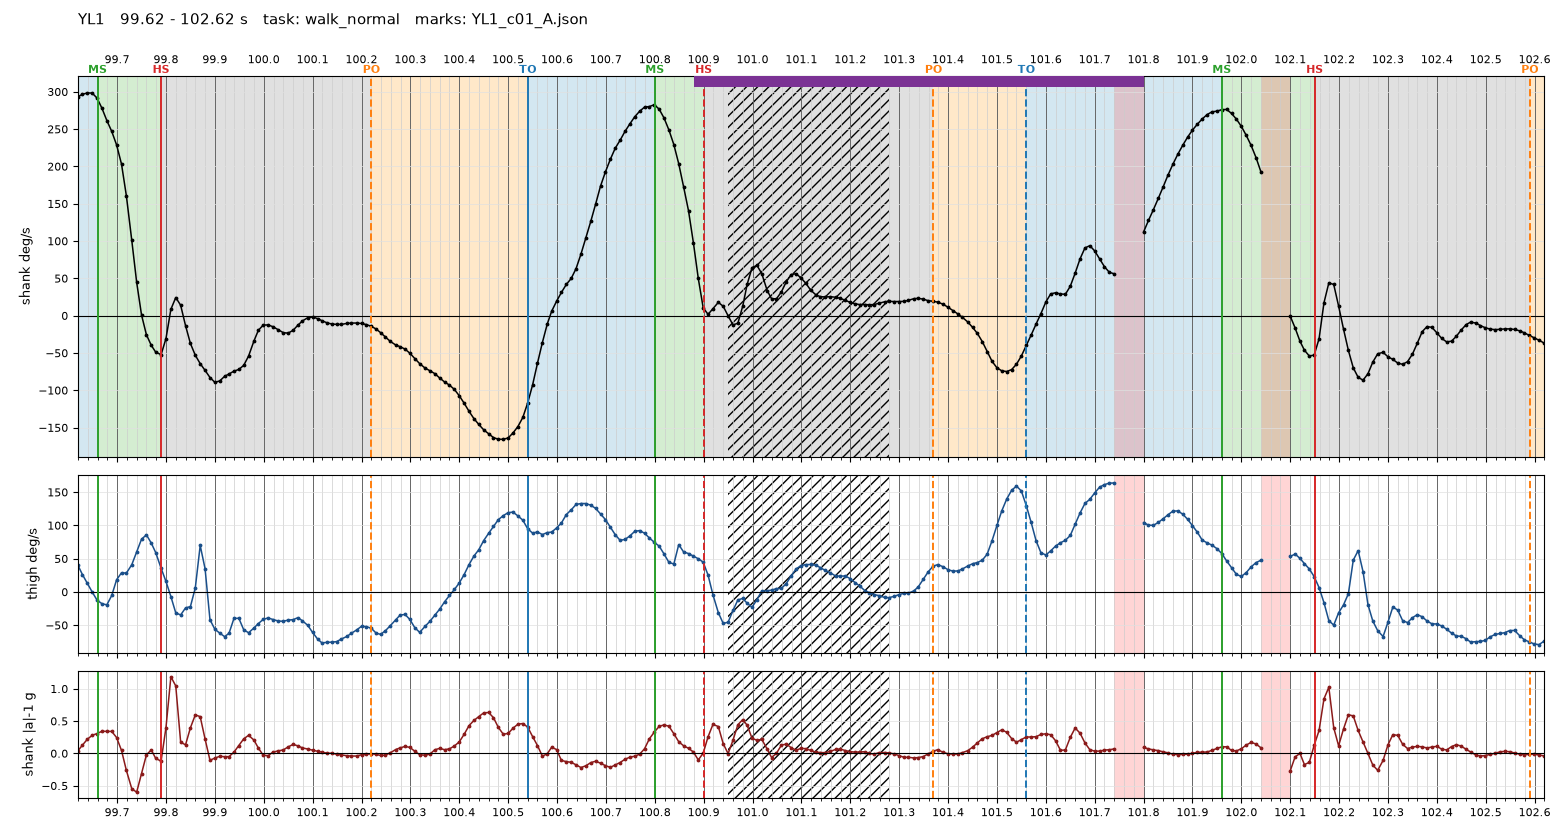 YL1 99.62 - 102.62 s task: walk_normal marks: YL1_c01_A.json
99.7 99.8 99.9 100.0 100.1 100.2 100.3 100.4 100.5 100.6 100.7 100.8 100.9 101.0 101.1 101.2 101.3 101.4 101.5 101.6 101.7 101.8 101.9 102.0 102.1 102.2 102.3 102.4 102.5 102.6
MS HS PO TO MS HS PO TO MS HS PO
shank deg/s
300
250
200
150
100
50
0
−50
−100
−150
thigh deg/s
150
100
50
0
−50
shank |a|-1 g
1.0
0.5
0.0
−0.5
99.7 99.8 99.9 100.0 100.1 100.2 100.3 100.4 100.5 100.6 100.7 100.8 100.9 101.0 101.1 101.2 101.3 101.4 101.5 101.6 101.7 101.8 101.9 102.0 102.1 102.2 102.3 102.4 102.5 102.6